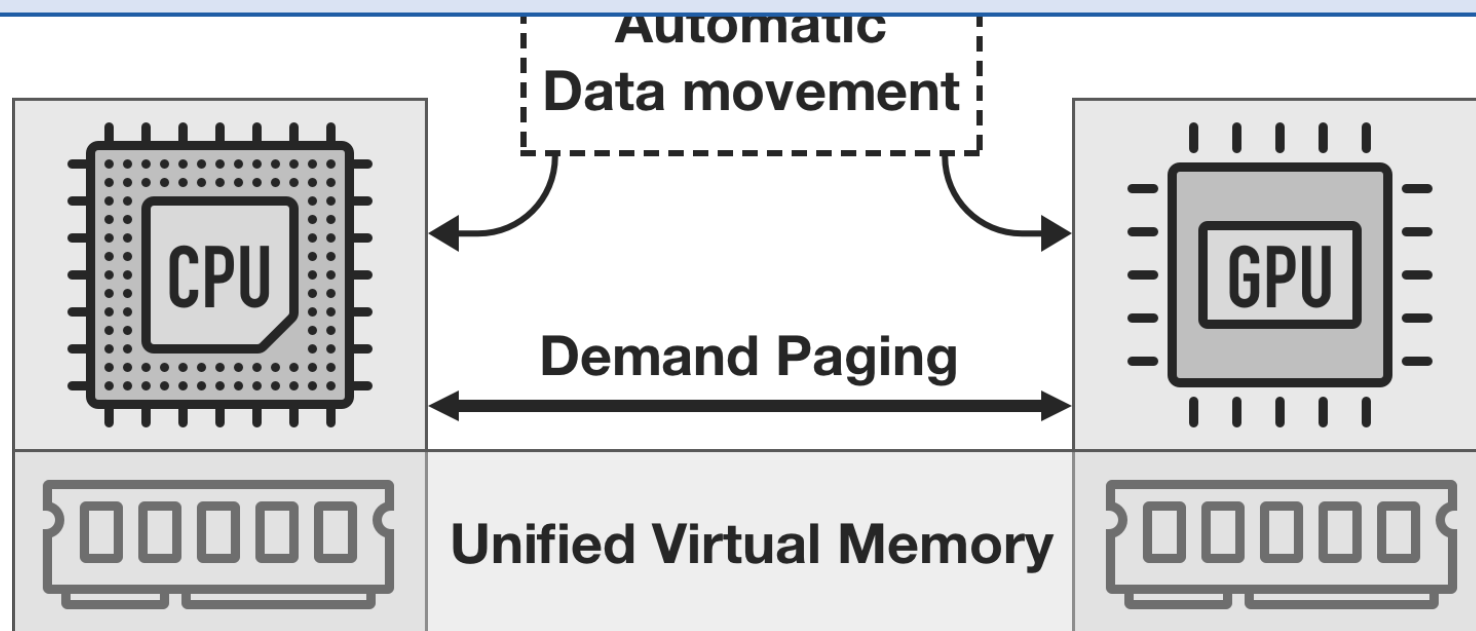 Automatic
Data movement
CPU
GPU
Demand Paging
Unified Virtual Memory